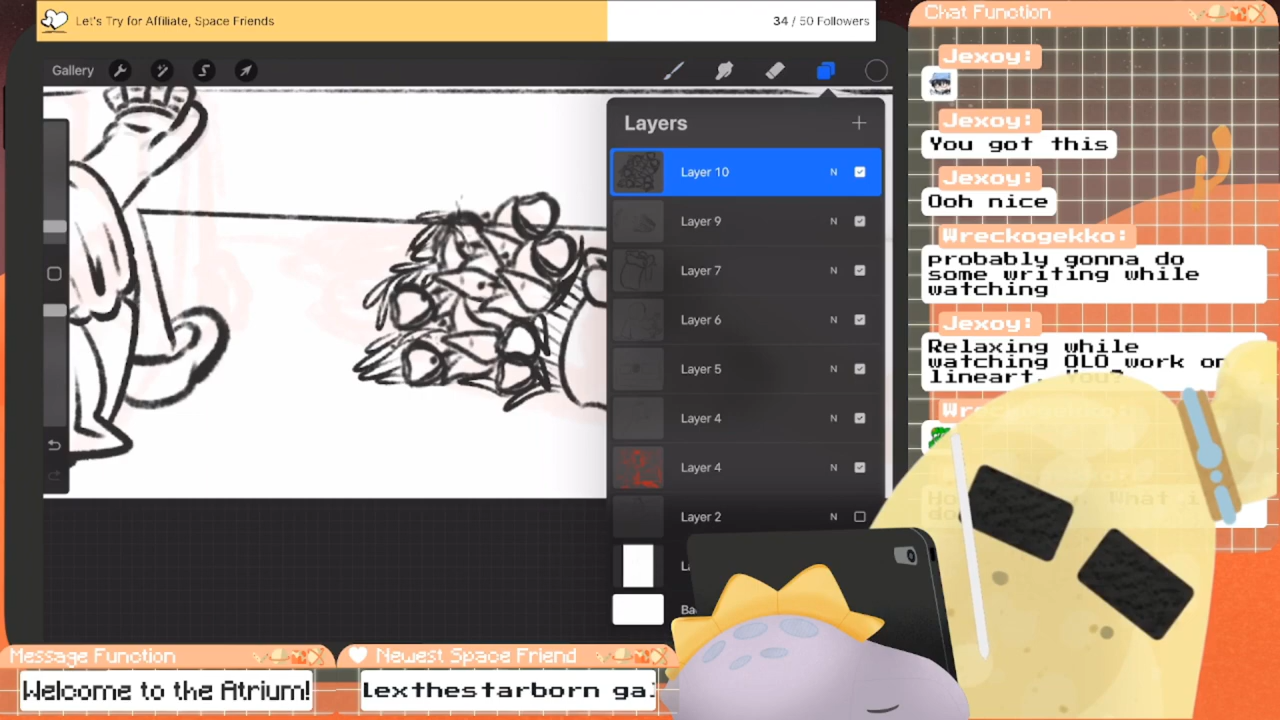 Let's Try for Affiliate, Space Friends
34 / 50 Followers
Gallery
Layers
Layer 10
N
Layer 9
N
Layer 7
N
Layer 6
N
Layer 5
N
Layer 4
N
Layer 4
N
Layer 2
N
Chat Function
Jexoy:
Jexoy:
You got this
Jexoy:
Ooh nice
Wreckogekko:
probably gonna do
some writing while
watching
Jexoy:
Relaxing while
watching OLO work on
lineart. You?
Message Function
Welcome to the Atrium!
Newest Space Friend
lexthestarborn